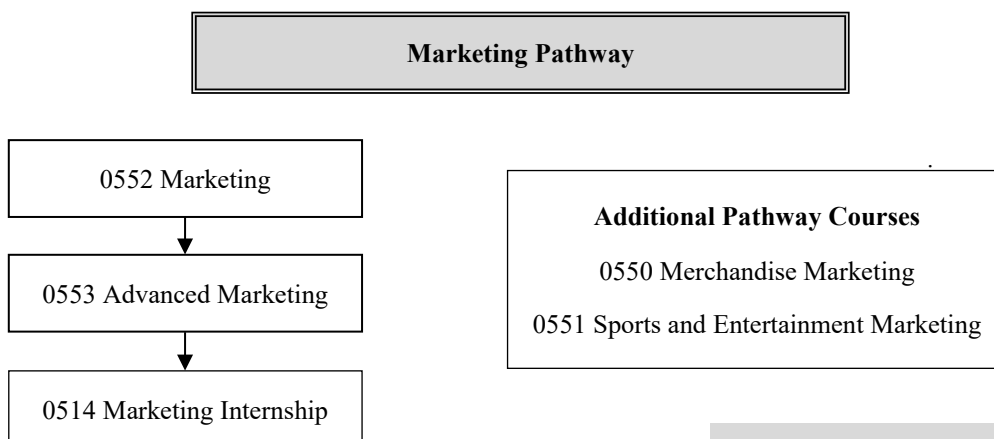 Marketing Pathway
0552 Marketing
0553 Advanced Marketing
0514 Marketing Internship
.
Additional Pathway Courses
0550 Merchandise Marketing
0551 Sports and Entertainment Marketing